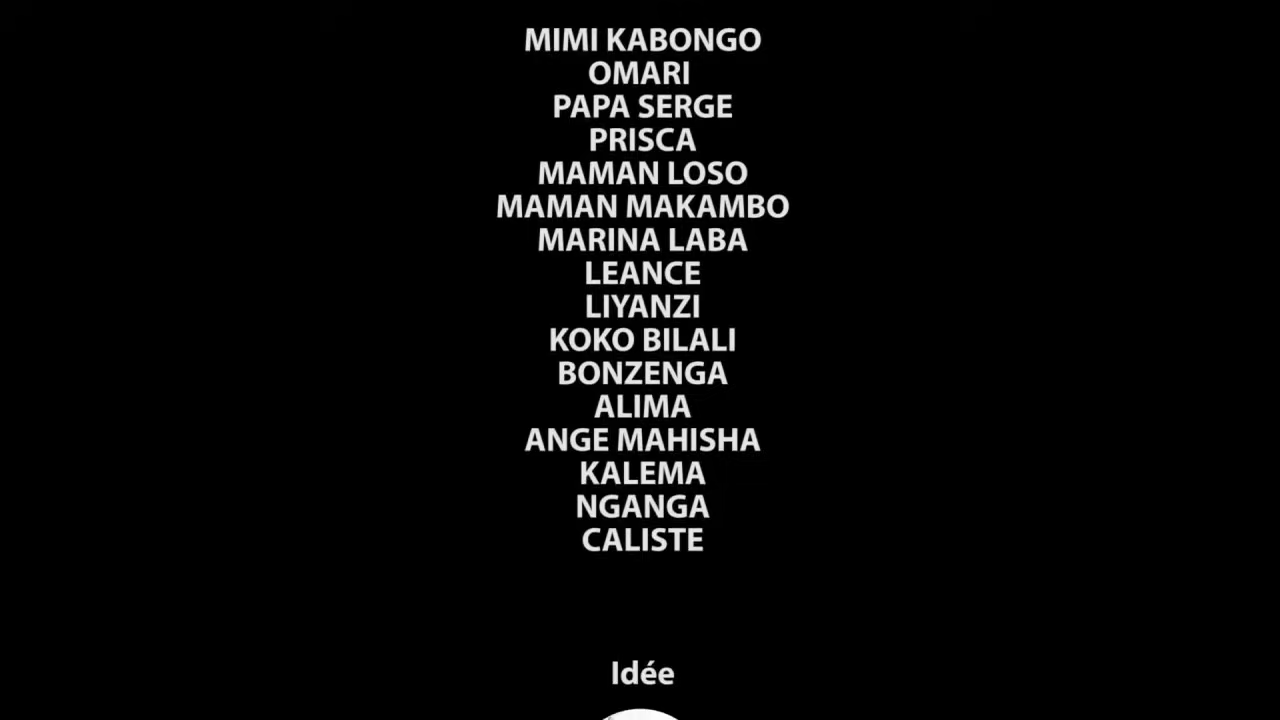 MIMI KABONGO
OMARI
PAPA SERGE
PRISCA
MAMAN LOSO
MAMAN MAKAMBO
MARINA LABA
LEANCE
LIYANZI
KOKO BILALI
BONZENGA
ALIMA
ANGE MAHISHA
KALEMA
NGANGA
CALISTE
Idée